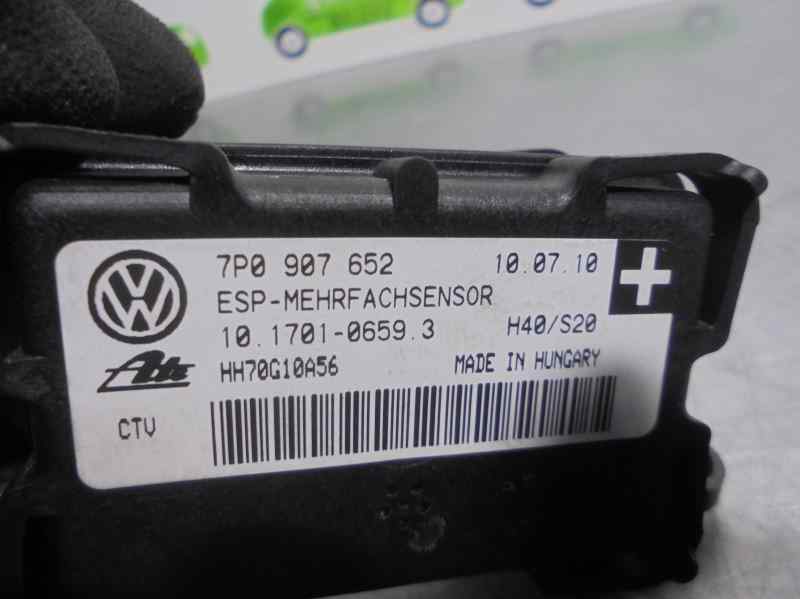 7P0 907 652 10.07.10
ESP-MEHRFACHSENSOR
10.1701-0659.3 H40/S20
Ate HH70G10A56 MADE IN HUNGARY
CTV